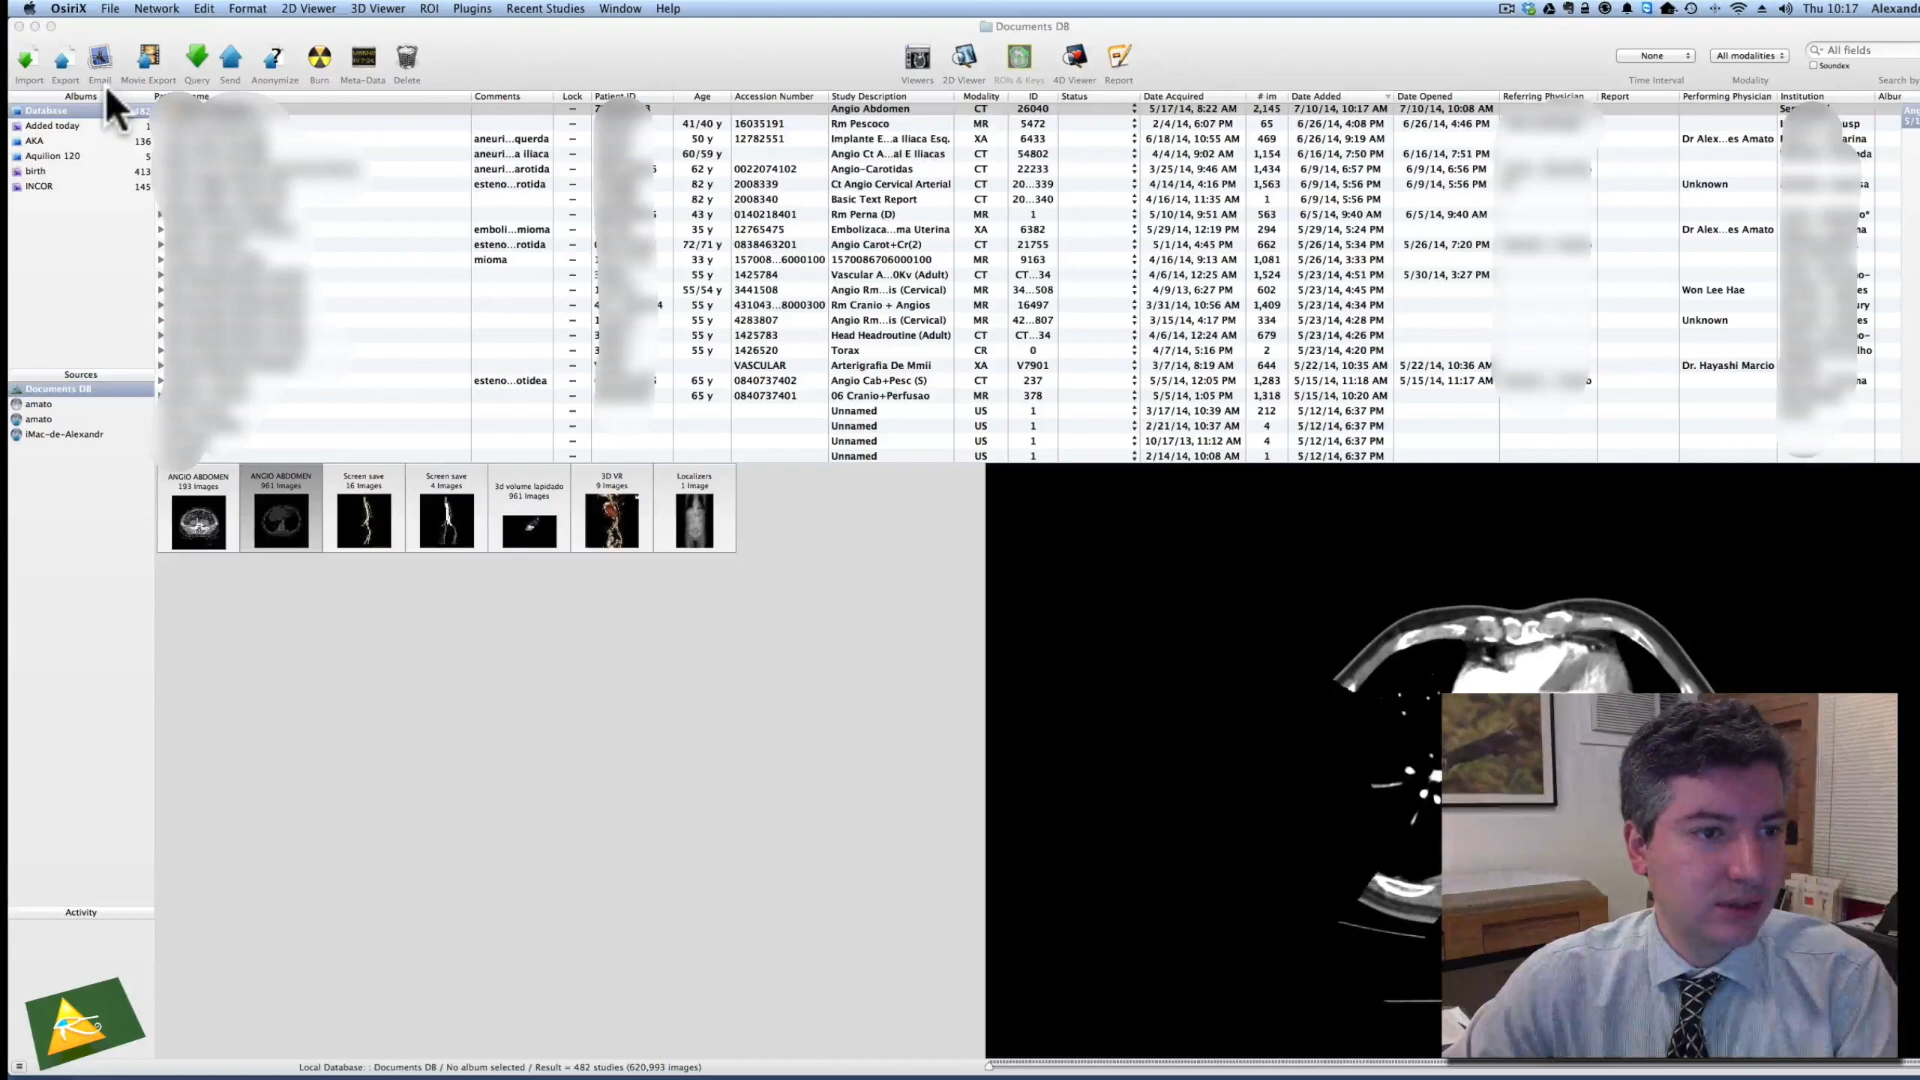 OsiriX File Network Edit Format 2D Viewer 3D Viewer ROI Plugins Recent Studies Window Help Thu 10:17 Alexandr
Documents DB
None All modalities All fields
Soundex
Import Export Email Movie Export Query Send Anonymize Burn Meta-Data Delete Viewers 2D Viewer ROIs & Keys 4D Viewer Report Time Interval Modality Search by
Albums Comments Lock Patient ID Age Accession Number Study Description Modality ID Status Date Acquired # im Date Added Date Opened Referring Physician Report Performing Physician Institution Albu
Database 482 − Angio Abdomen CT 26040 5/17/14, 8:22 AM 2,145 7/10/14, 10:17 AM 7/10/14, 10:08 AM
Added today 1 − 41/40 y 16035191 Rm Pescoco MR 5472 2/4/14, 6:07 PM 65 6/26/14, 4:08 PM 6/26/14, 4:46 PM usp
AKA 136 aneuri...querda − 50 y 12782551 Implante E...a Iliaca Esq. XA 6433 6/18/14, 10:55 AM 469 6/26/14, 9:19 AM Dr Alex...es Amato arina
Aquilion 120 5 aneuri...a iliaca − 60/59 y Angio Ct A...al E Iliacas CT 54802 4/4/14, 9:02 AM 1,154 6/16/14, 7:50 PM 6/16/14, 7:51 PM nda
birth 413 aneuri...arotida − 62 y 0022074102 Angio-Carotidas CT 22233 3/25/14, 9:46 AM 1,434 6/9/14, 6:57 PM 6/9/14, 6:56 PM
INCOR 145 esteno...rotida − 82 y 2008339 Ct Angio Cervical Arterial CT 20...339 4/14/14, 4:16 PM 1,563 6/9/14, 5:56 PM 6/9/14, 5:56 PM Unknown sa
− 82 y 2008340 Basic Text Report CT 20...340 4/16/14, 11:35 AM 1 6/9/14, 5:56 PM
− 43 y 0140218401 Rm Perna (D) MR 1 5/10/14, 9:51 AM 563 6/5/14, 9:40 AM 6/5/14, 9:40 AM o*
emboli...mioma − 35 y 12765475 Embolizaca...ma Uterina XA 6382 5/29/14, 12:19 PM 294 5/29/14, 5:24 PM Dr Alex...es Amato na
esteno...rotida − 72/71 y 0838463201 Angio Carot+Cr(2) CT 21755 5/1/14, 4:45 PM 662 5/26/14, 5:34 PM 5/26/14, 7:20 PM
mioma − 33 y 157008...6000100 1570086706000100 MR 9163 4/16/14, 9:13 AM 1,081 5/26/14, 3:33 PM
− 55 y 1425784 Vascular A...0Kv (Adult) CT CT...34 4/6/14, 12:25 AM 1,524 5/23/14, 4:51 PM 5/30/14, 3:27 PM o-
− 55/54 y 3441508 Angio Rm...is (Cervical) MR 34...508 4/9/13, 6:27 PM 602 5/23/14, 4:45 PM Won Lee Hae es
− 55 y 431043...8000300 Rm Cranio + Angios MR 16497 3/31/14, 10:56 AM 1,409 5/23/14, 4:34 PM ury
− 55 y 4283807 Angio Rm...is (Cervical) MR 42...807 3/15/14, 4:17 PM 334 5/23/14, 4:28 PM Unknown es
− 55 y 1425783 Head Headroutine (Adult) CT CT...34 4/6/14, 12:24 AM 679 5/23/14, 4:26 PM o-
− 55 y 1426520 Torax CR 0 4/7/14, 5:16 PM 2 5/23/14, 4:20 PM lho
Sources − VASCULAR Arterigrafia De Mmii XA V7901 3/7/14, 8:19 AM 644 5/22/14, 10:35 AM 5/22/14, 10:36 AM Dr. Hayashi Marcio
Documents DB esteno...otidea − 65 y 0840737402 Angio Cab+Pesc (S) CT 237 5/5/14, 12:05 PM 1,283 5/15/14, 11:18 AM 5/15/14, 11:17 AM ma
amato − 65 y 0840737401 06 Cranio+Perfusao MR 378 5/5/14, 1:05 PM 1,318 5/15/14, 10:20 AM
amato − Unnamed US 1 3/17/14, 10:39 AM 212 5/12/14, 6:37 PM
iMac-de-Alexandr − Unnamed US 1 2/21/14, 10:37 AM 4 5/12/14, 6:37 PM
− Unnamed US 1 10/17/13, 11:12 AM 4 5/12/14, 6:37 PM
− Unnamed US 1 2/14/14, 10:08 AM 1 5/12/14, 6:37 PM
ANGIO ABDOMEN ANGIO ABDOMEN Screen save Screen save 3d volume lapidado 3D VR Localizers
193 Images 961 Images 16 Images 4 Images 961 Images 9 Images 1 Image
Activity
Local Database: : Documents DB / No album selected / Result = 482 studies (620,993 images)